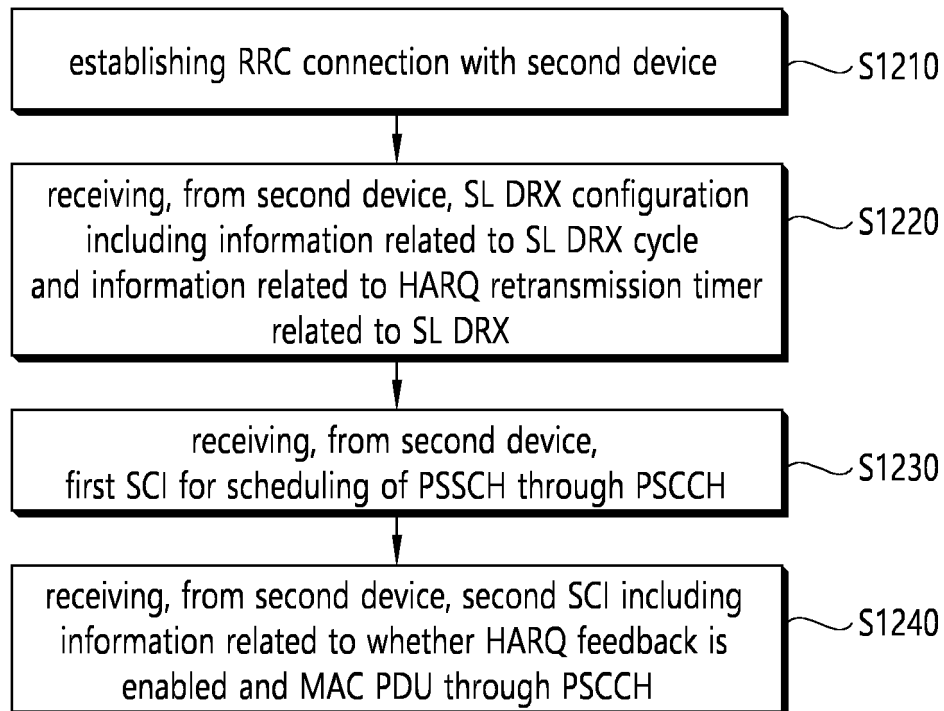 establishing RRC connection with second device
S1210
receiving, from second device, SL DRX configuration
including information related to SL DRX cycle
and information related to HARQ retransmission timer
related to SL DRX
S1220
receiving, from second device,
first SCI for scheduling of PSSCH through PSCCH
S1230
receiving, from second device, second SCI including
information related to whether HARQ feedback is
enabled and MAC PDU through PSCCH
S1240